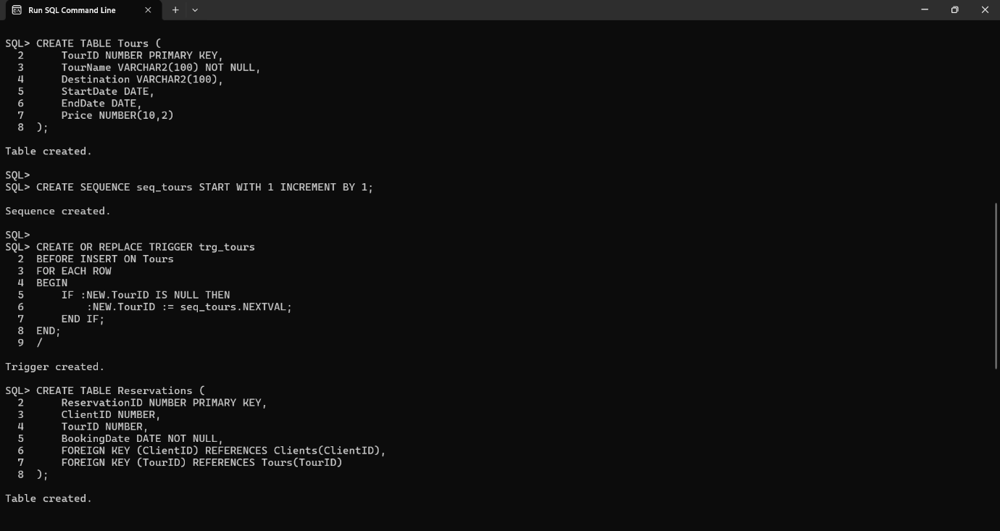 Run SQL Command Line
SQL> CREATE TABLE Tours (
  2      TourID NUMBER PRIMARY KEY,
  3      TourName VARCHAR2(100) NOT NULL,
  4      Destination VARCHAR2(100),
  5      StartDate DATE,
  6      EndDate DATE,
  7      Price NUMBER(10,2)
  8  );
Table created.
SQL>
SQL> CREATE SEQUENCE seq_tours START WITH 1 INCREMENT BY 1;
Sequence created.
SQL>
SQL> CREATE OR REPLACE TRIGGER trg_tours
  2  BEFORE INSERT ON Tours
  3  FOR EACH ROW
  4  BEGIN
  5      IF :NEW.TourID IS NULL THEN
  6          :NEW.TourID := seq_tours.NEXTVAL;
  7      END IF;
  8  END;
  9  /
Trigger created.
SQL> CREATE TABLE Reservations (
  2      ReservationID NUMBER PRIMARY KEY,
  3      ClientID NUMBER,
  4      TourID NUMBER,
  5      BookingDate DATE NOT NULL,
  6      FOREIGN KEY (ClientID) REFERENCES Clients(ClientID),
  7      FOREIGN KEY (TourID) REFERENCES Tours(TourID)
  8  );
Table created.